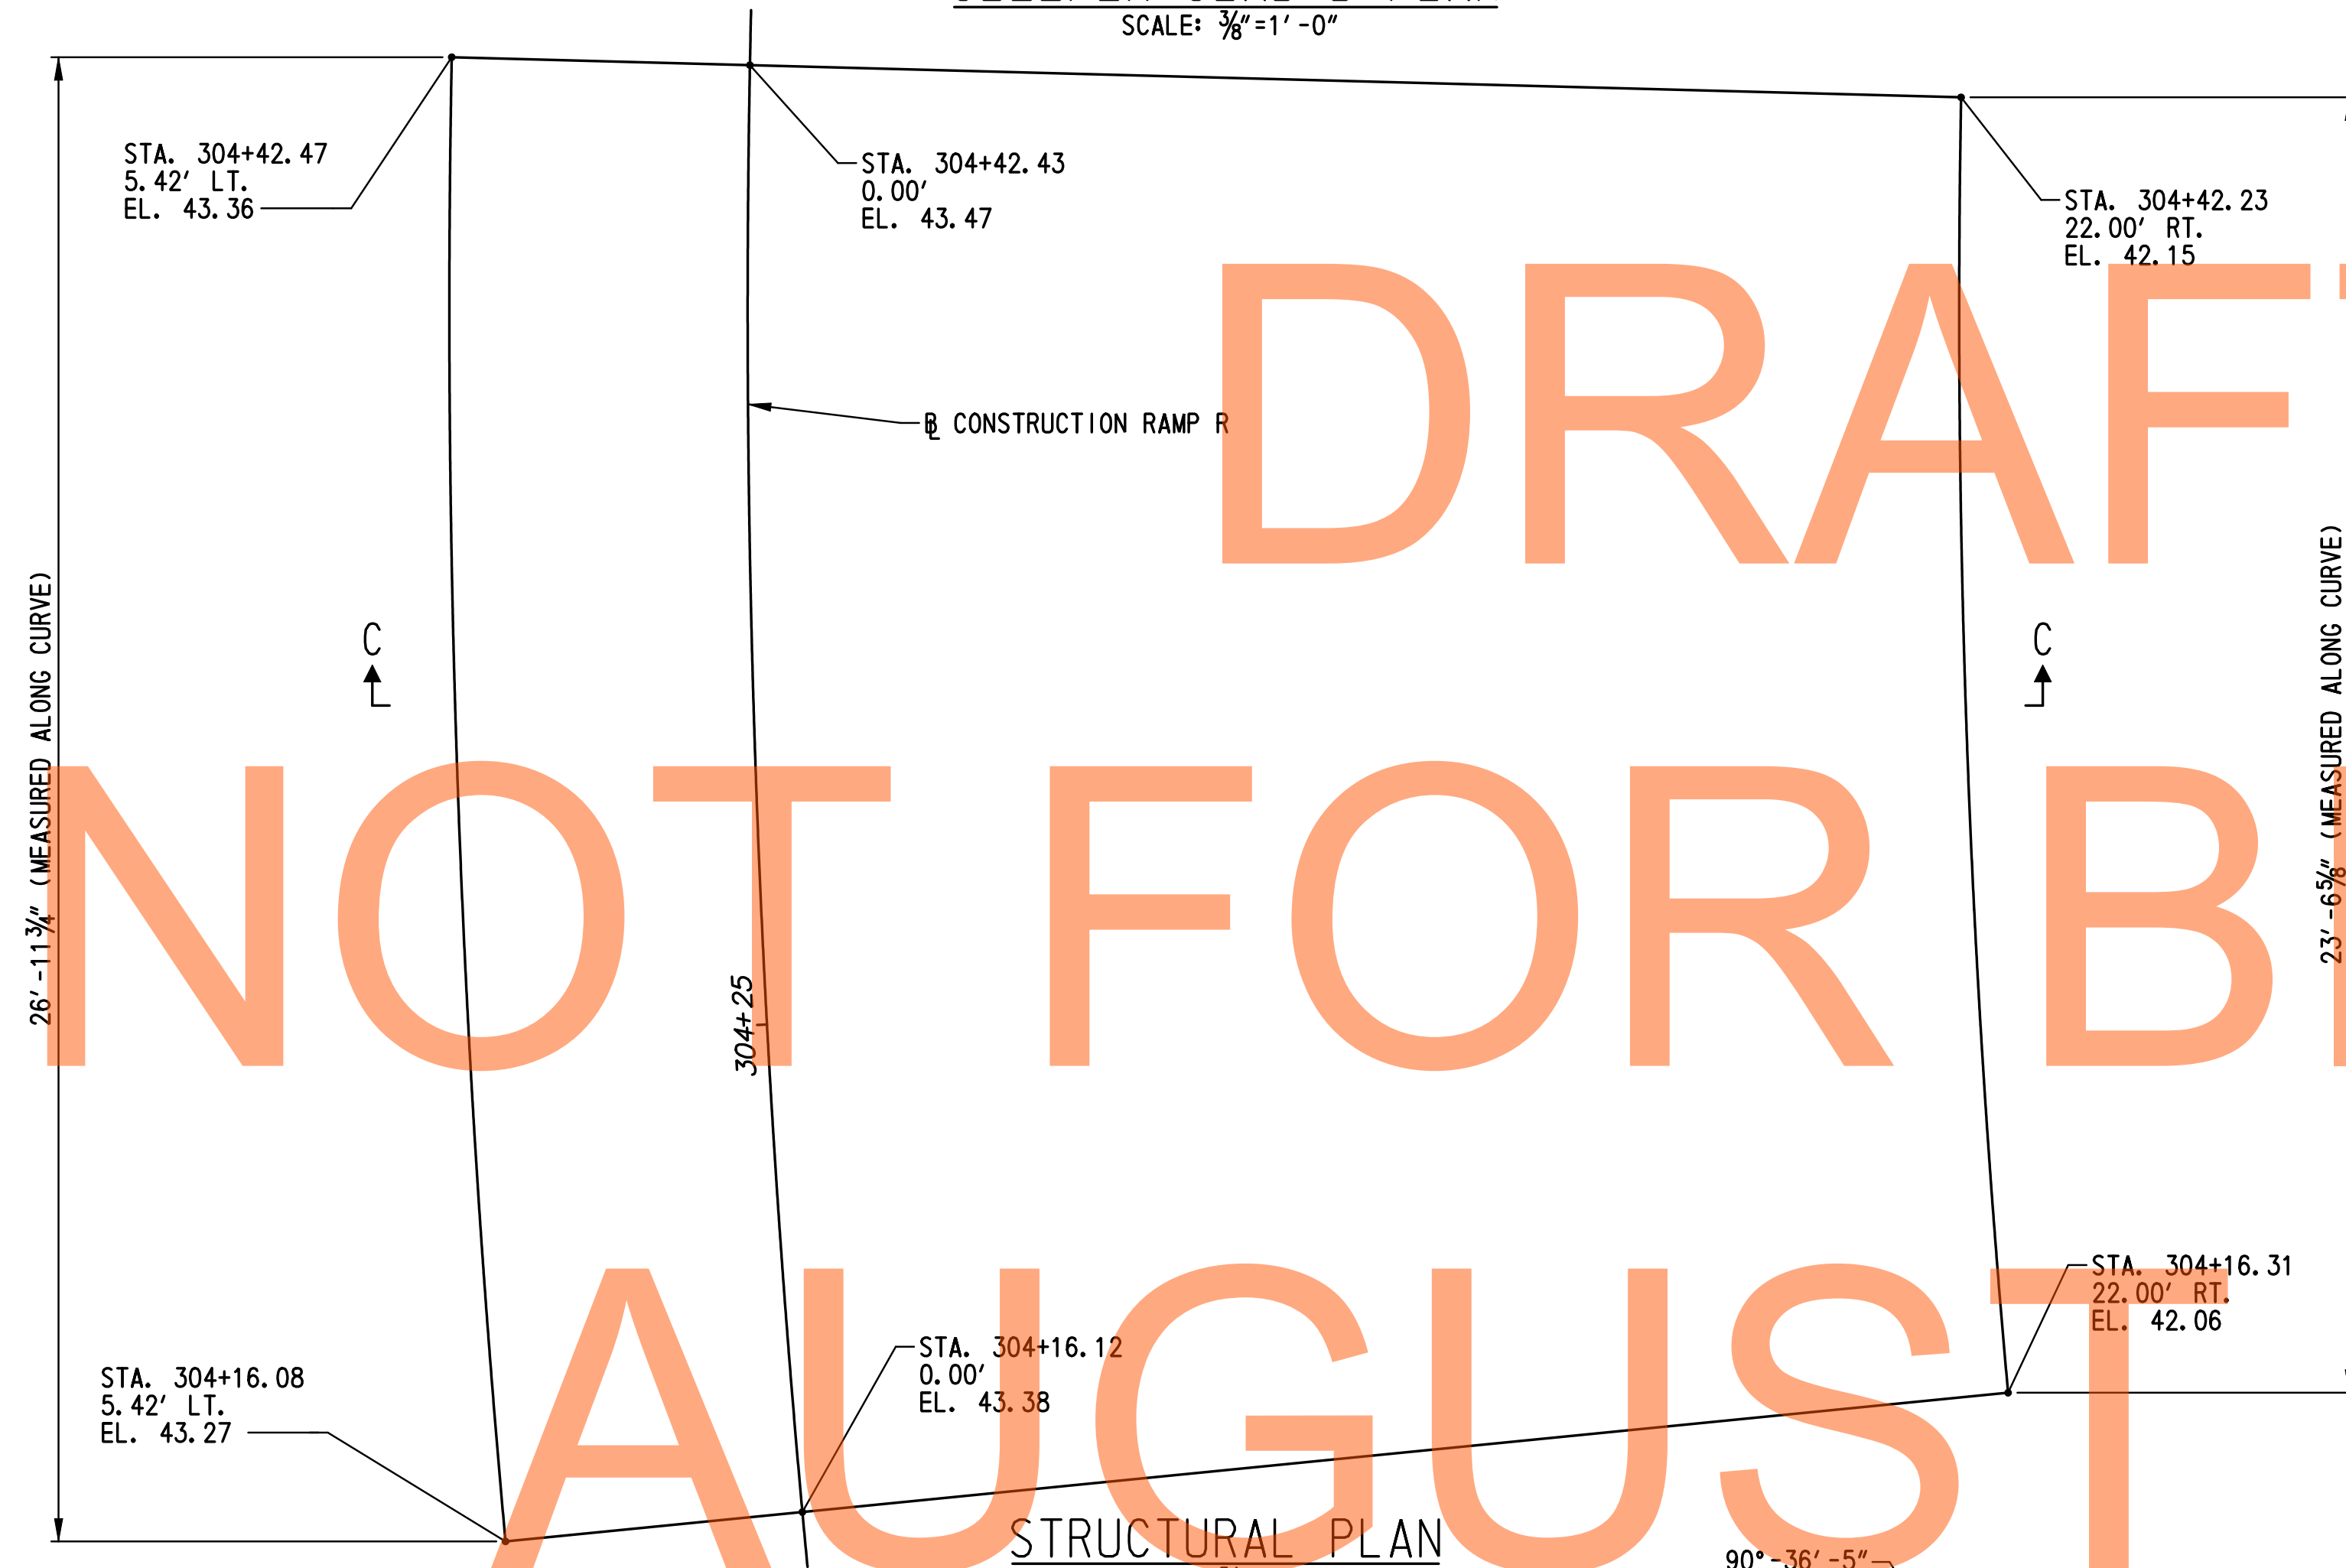 SCALE: 3/8"=1'-0"
STA. 304+42.47
5.42' LT.
EL. 43.36
STA. 304+42.43
0.00'
EL. 43.47
STA. 304+42.23
22.00' RT.
EL. 42.15
DRAF
℄ CONSTRUCTION RAMP R
C
C
26'-11 3/4" (MEASURED ALONG CURVE)
23'-6 5/8" (MEASURED ALONG CURVE)
NOT FOR B
304+25
STA. 304+16.31
22.00' RT.
EL. 42.06
STA. 304+16.12
0.00'
EL. 43.38
STA. 304+16.08
5.42' LT.
EL. 43.27
AUGUST
STRUCTURAL PLAN
90°-36'-5"